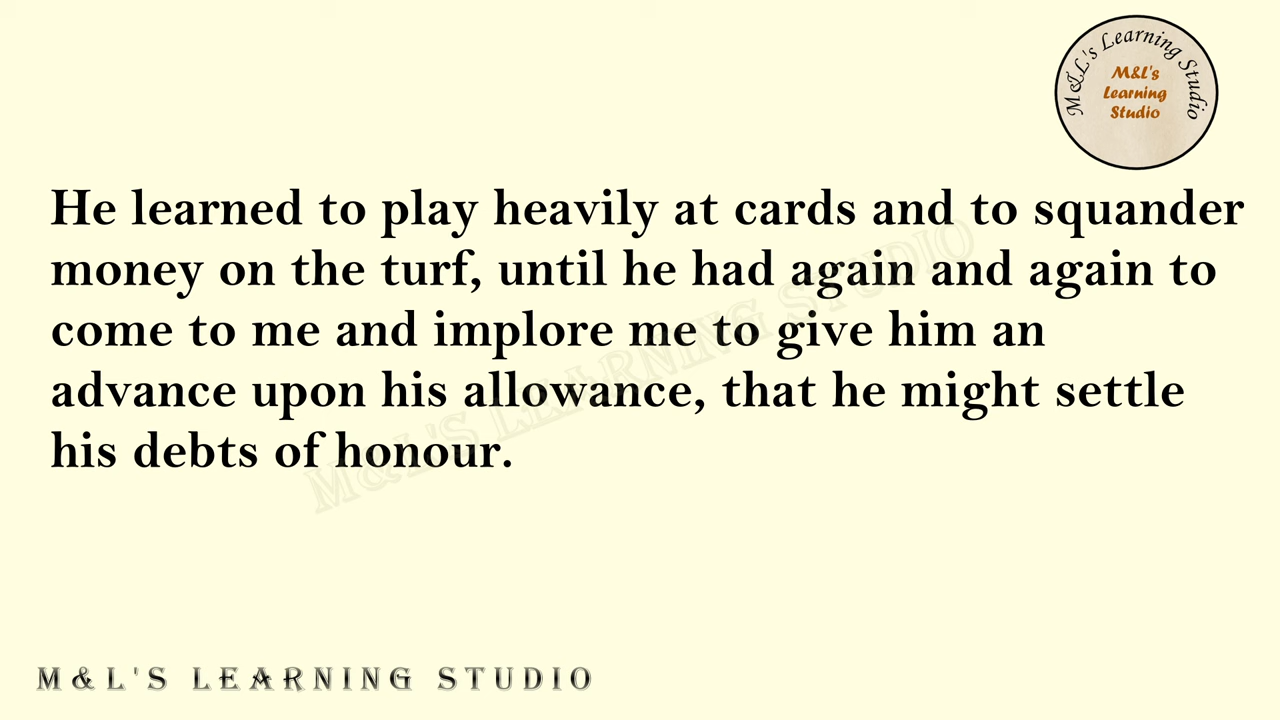 M&L's Learning Studio
M&L's
Learning
Studio
He learned to play heavily at cards and to squander
money on the turf, until he had again and again to
come to me and implore me to give him an
advance upon his allowance, that he might settle
his debts of honour.
M&L'S LEARNING STUDIO
M&L'S LEARNING STUDIO